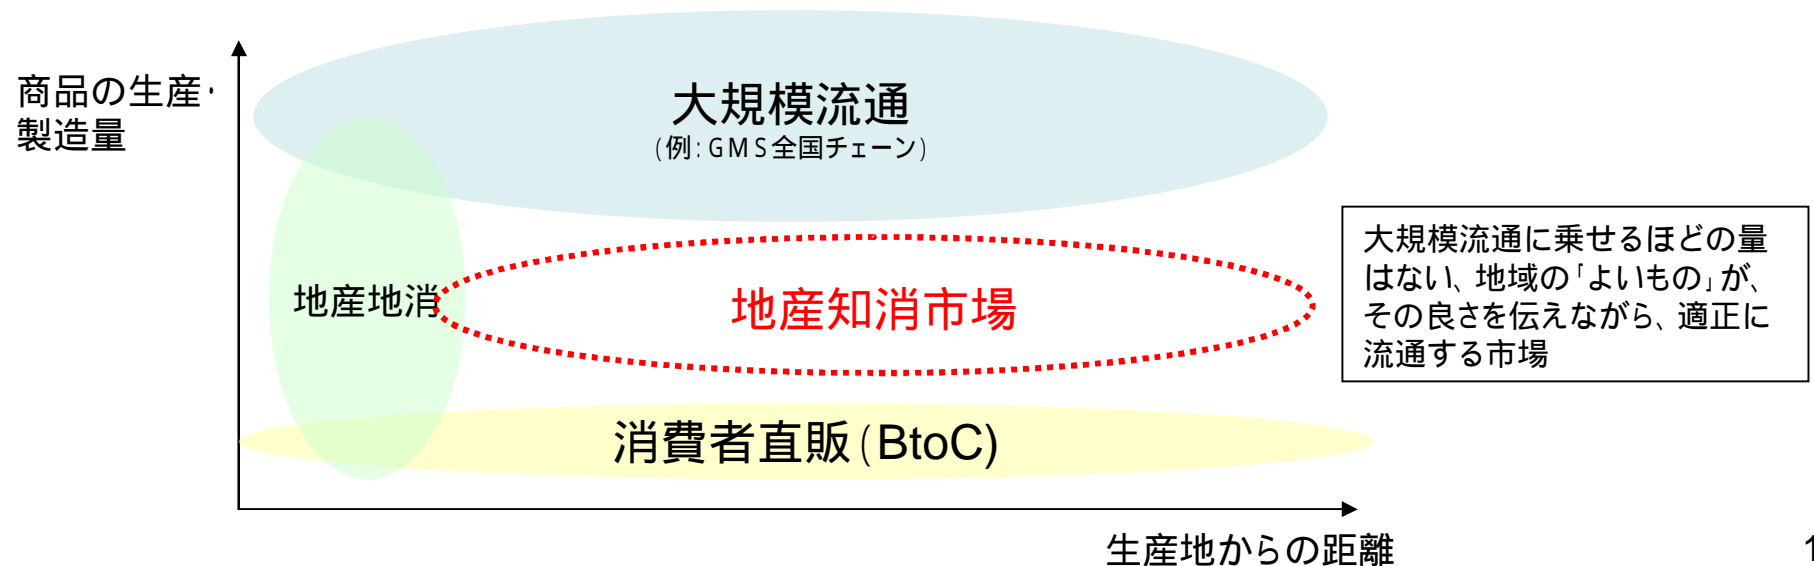 商品の生産・
製造量
大規模流通
(例:GMS全国チェーン)
地産地消
地産知消市場
大規模流通に乗せるほどの量
はない、地域の「よいもの」が、
その良さを伝えながら、適正に
流通する市場
消費者直販(BtoC)
生産地からの距離
1